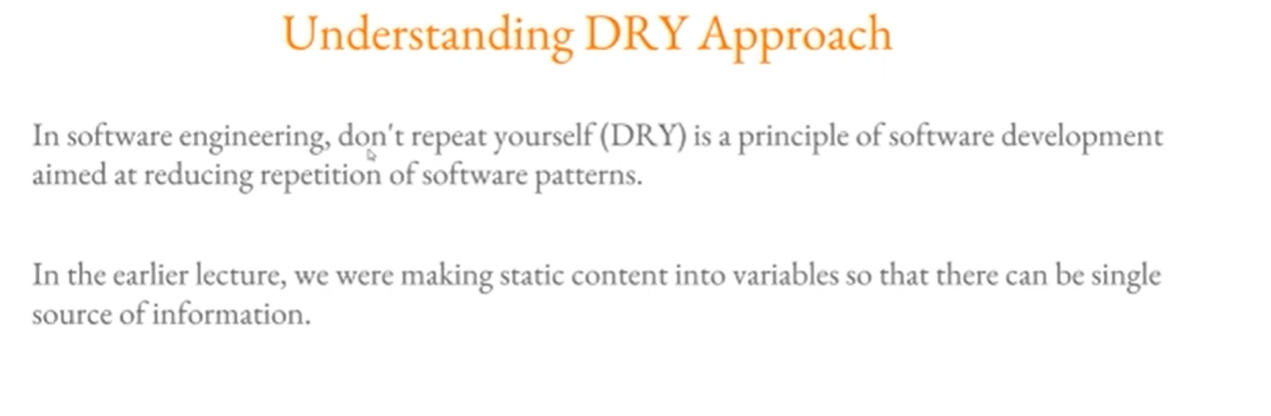 Understanding DRY Approach
In software engineering, don't repeat yourself (DRY) is a principle of software development
aimed at reducing repetition of software patterns.
In the earlier lecture, we were making static content into variables so that there can be single
source of information.